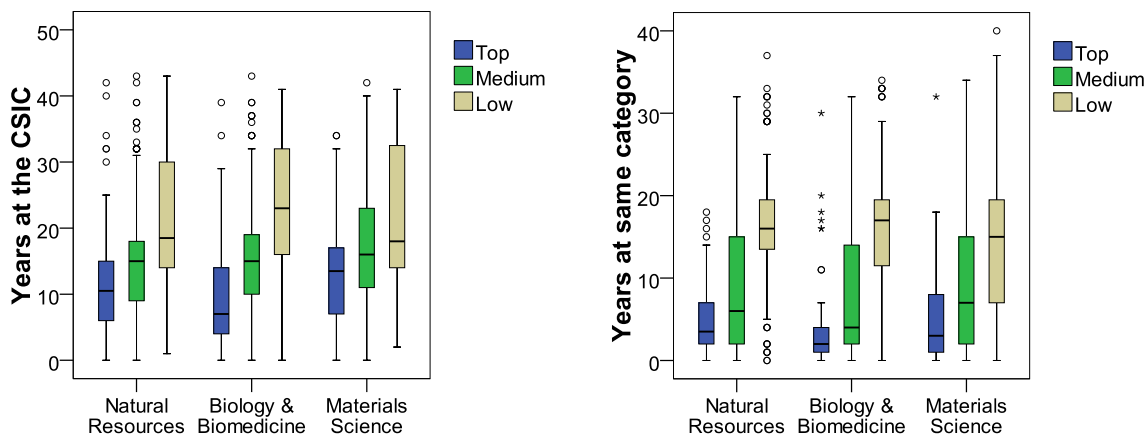 Years at the CSIC
50
40
30
20
10
0
Natural
Resources
Biology &
Biomedicine
Materials
Science
Top
Medium
Low
Years at same category
40
30
20
10
0
Natural
Resources
Biology &
Biomedicine
Materials
Science
Top
Medium
Low